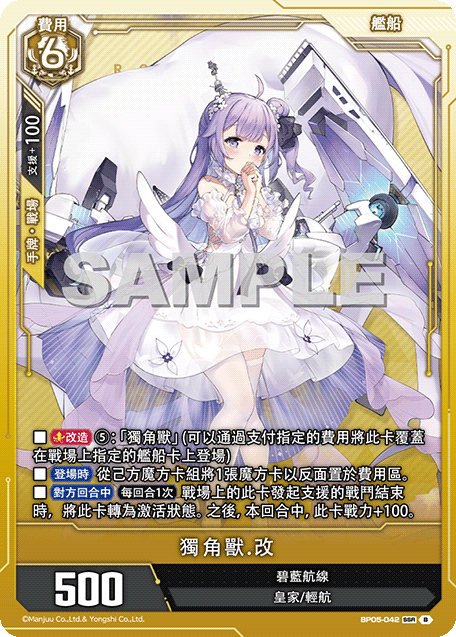 費用
6
艦船
支援+100
手牌・戰場
SAMPLE
■ 改造 ⑤：「獨角獸」(可以通過支付指定的費用將此卡覆蓋
在戰場上指定的艦船卡上登場)
■ 登場時 從己方魔方卡組將1張魔方卡以反面置於費用區。
■ 對方回合中 每回合1次 戰場上的此卡發起支援的戰鬥結束
時，將此卡轉為激活狀態。之後，本回合中，此卡戰力+100。
獨角獸.改
500
碧藍航線
皇家/輕航
©Manjuu Co.,Ltd.& Yongshi Co.,Ltd.
BP05-042 SSR B